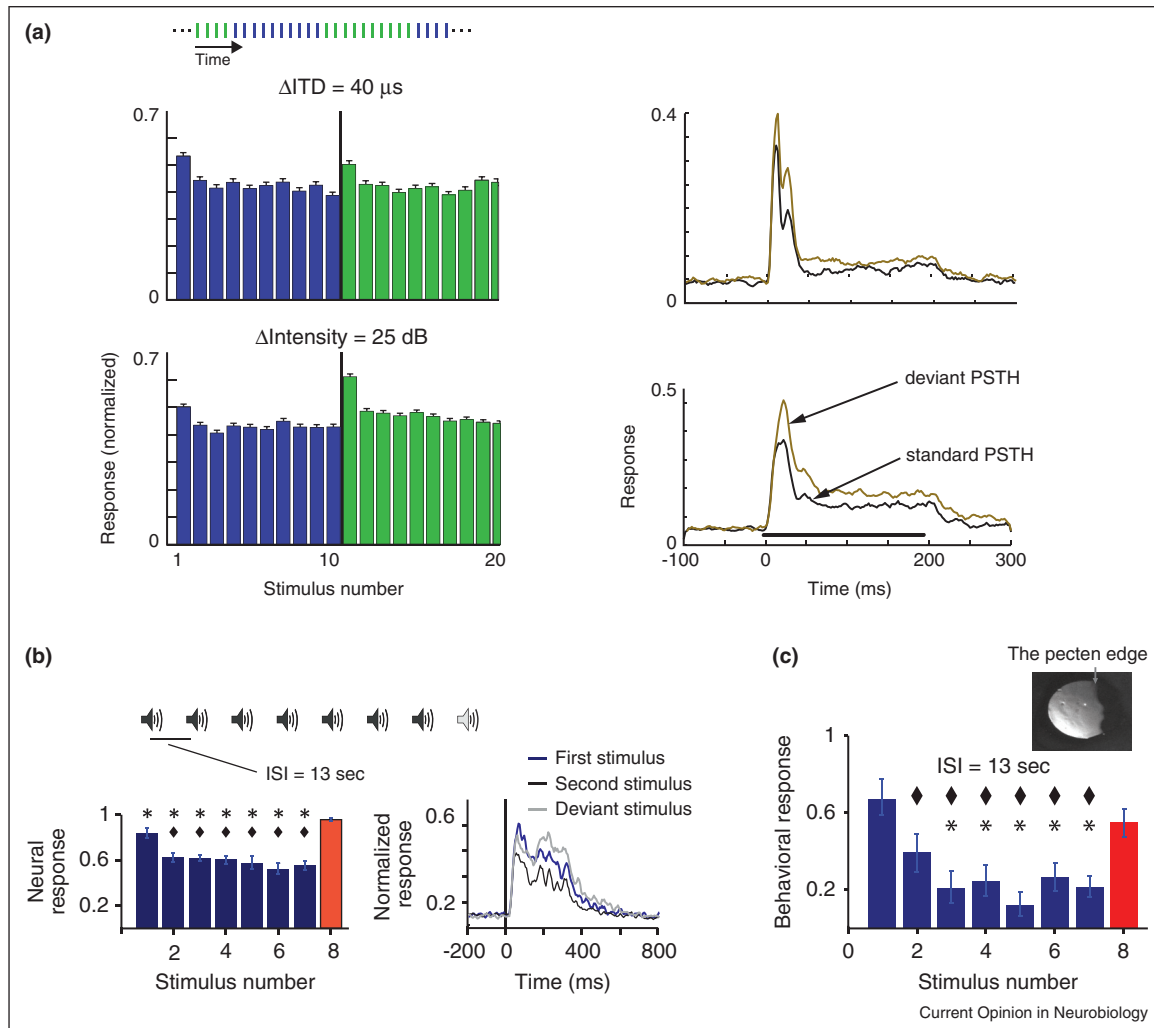 (a)
Time
ΔITD = 40 μs
0.7
0
0.4
0
ΔIntensity = 25 dB
0.7
0
Response (normalized)
1
10
20
Stimulus number
0.5
0
Response
deviant PSTH
standard PSTH
-100
0
100
200
300
Time (ms)
(b)
ISI = 13 sec
1
0.6
0.2
Neural
response
* * * * * * *
♦ ♦ ♦ ♦ ♦ ♦
2
4
6
8
Stimulus number
First stimulus
Second stimulus
Deviant stimulus
0.6
0.2
Normalized
response
-200
0
400
800
Time (ms)
(c)
The pecten edge
1
0.6
0.2
Behavioral response
ISI = 13 sec
♦ ♦ ♦ ♦ ♦ ♦
* * * * *
0
2
4
6
8
Stimulus number
Current Opinion in Neurobiology